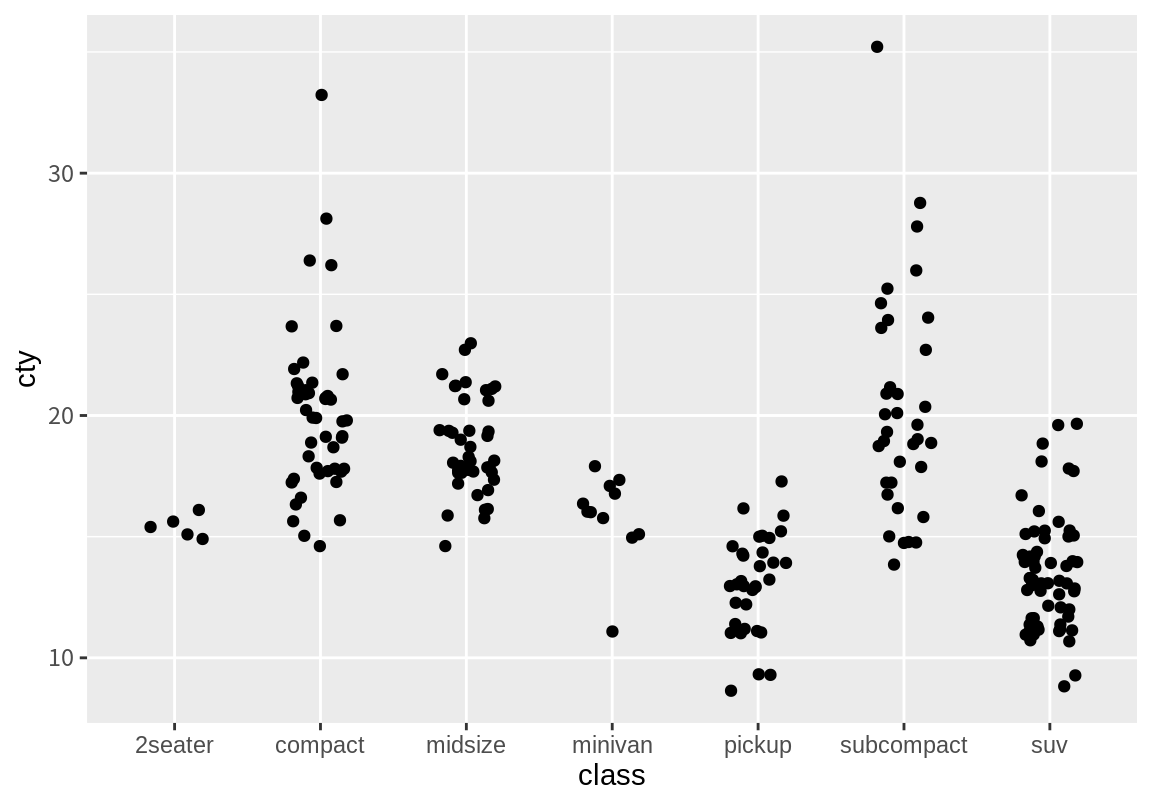 cty
30
20
10
2seater compact midsize minivan pickup subcompact suv
class